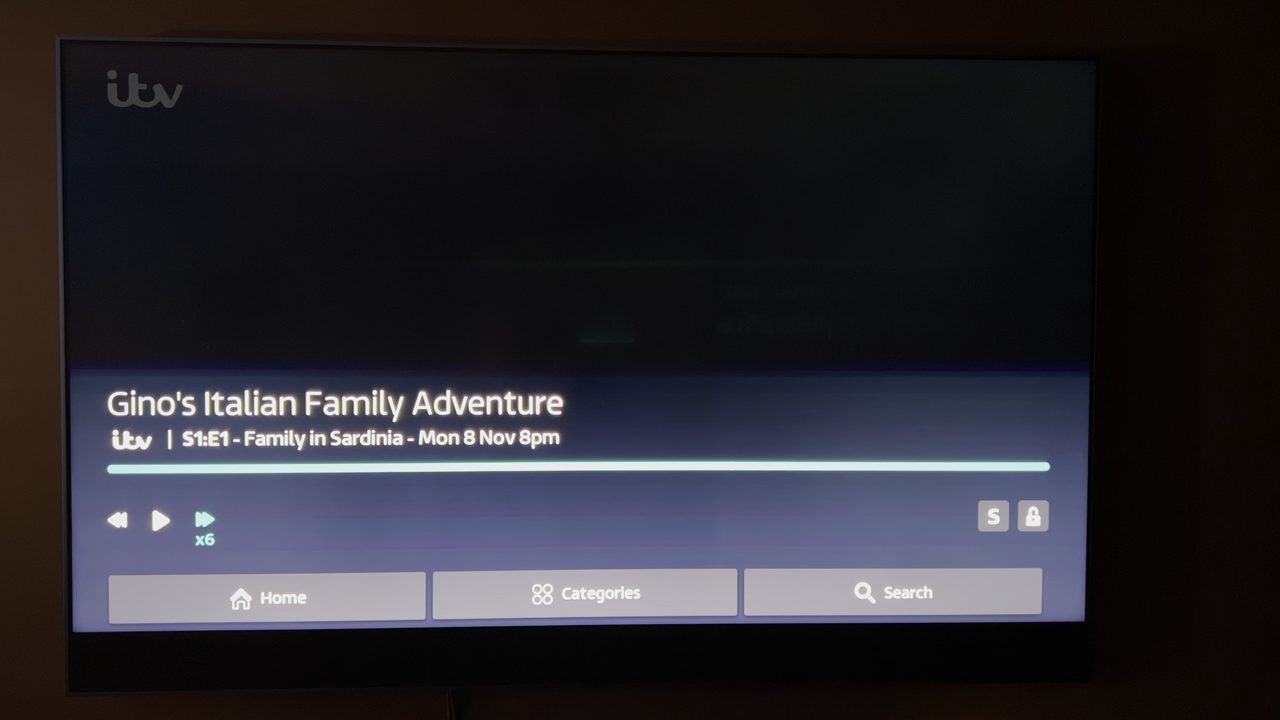 itv
Gino's Italian Family Adventure
itv | S1:E1 - Family in Sardinia - Mon 8 Nov 8pm
x6
S
Home
Categories
Search